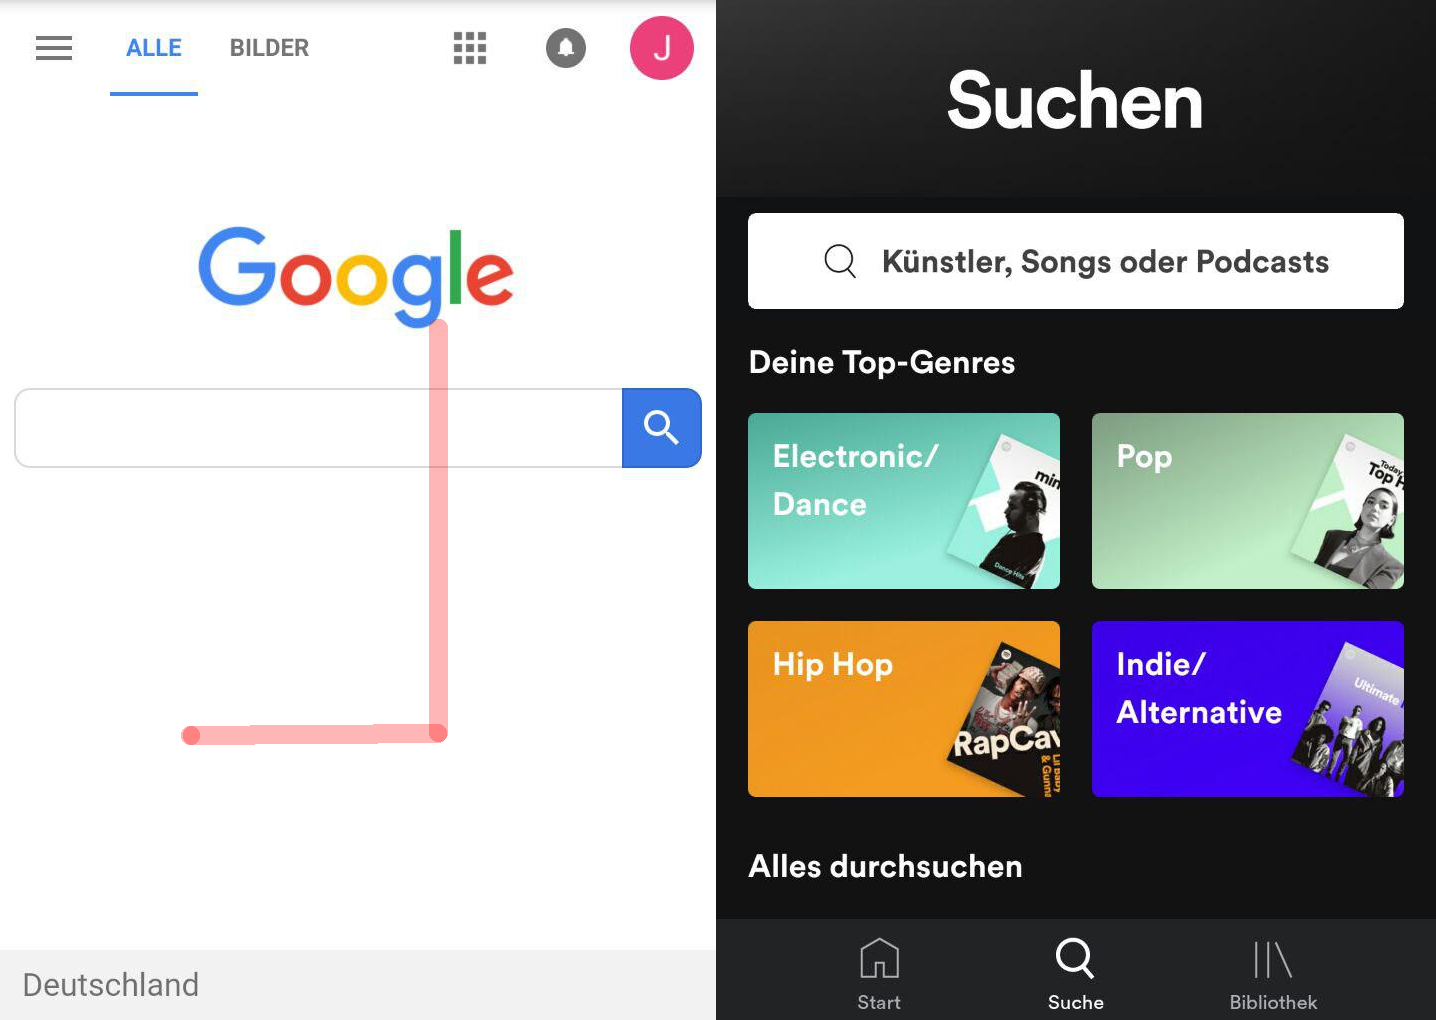 ALLE BILDER J
Google
Deutschland
Suchen
Künstler, Songs oder Podcasts
Deine Top-Genres
Electronic/
Dance
min
Dance Hits
Pop
Today
Top H
Hip Hop
RapCav
Lil Baby
& Gunna
Indie/
Alternative
Ultimate
Alles durchsuchen
Start Suche Bibliothek